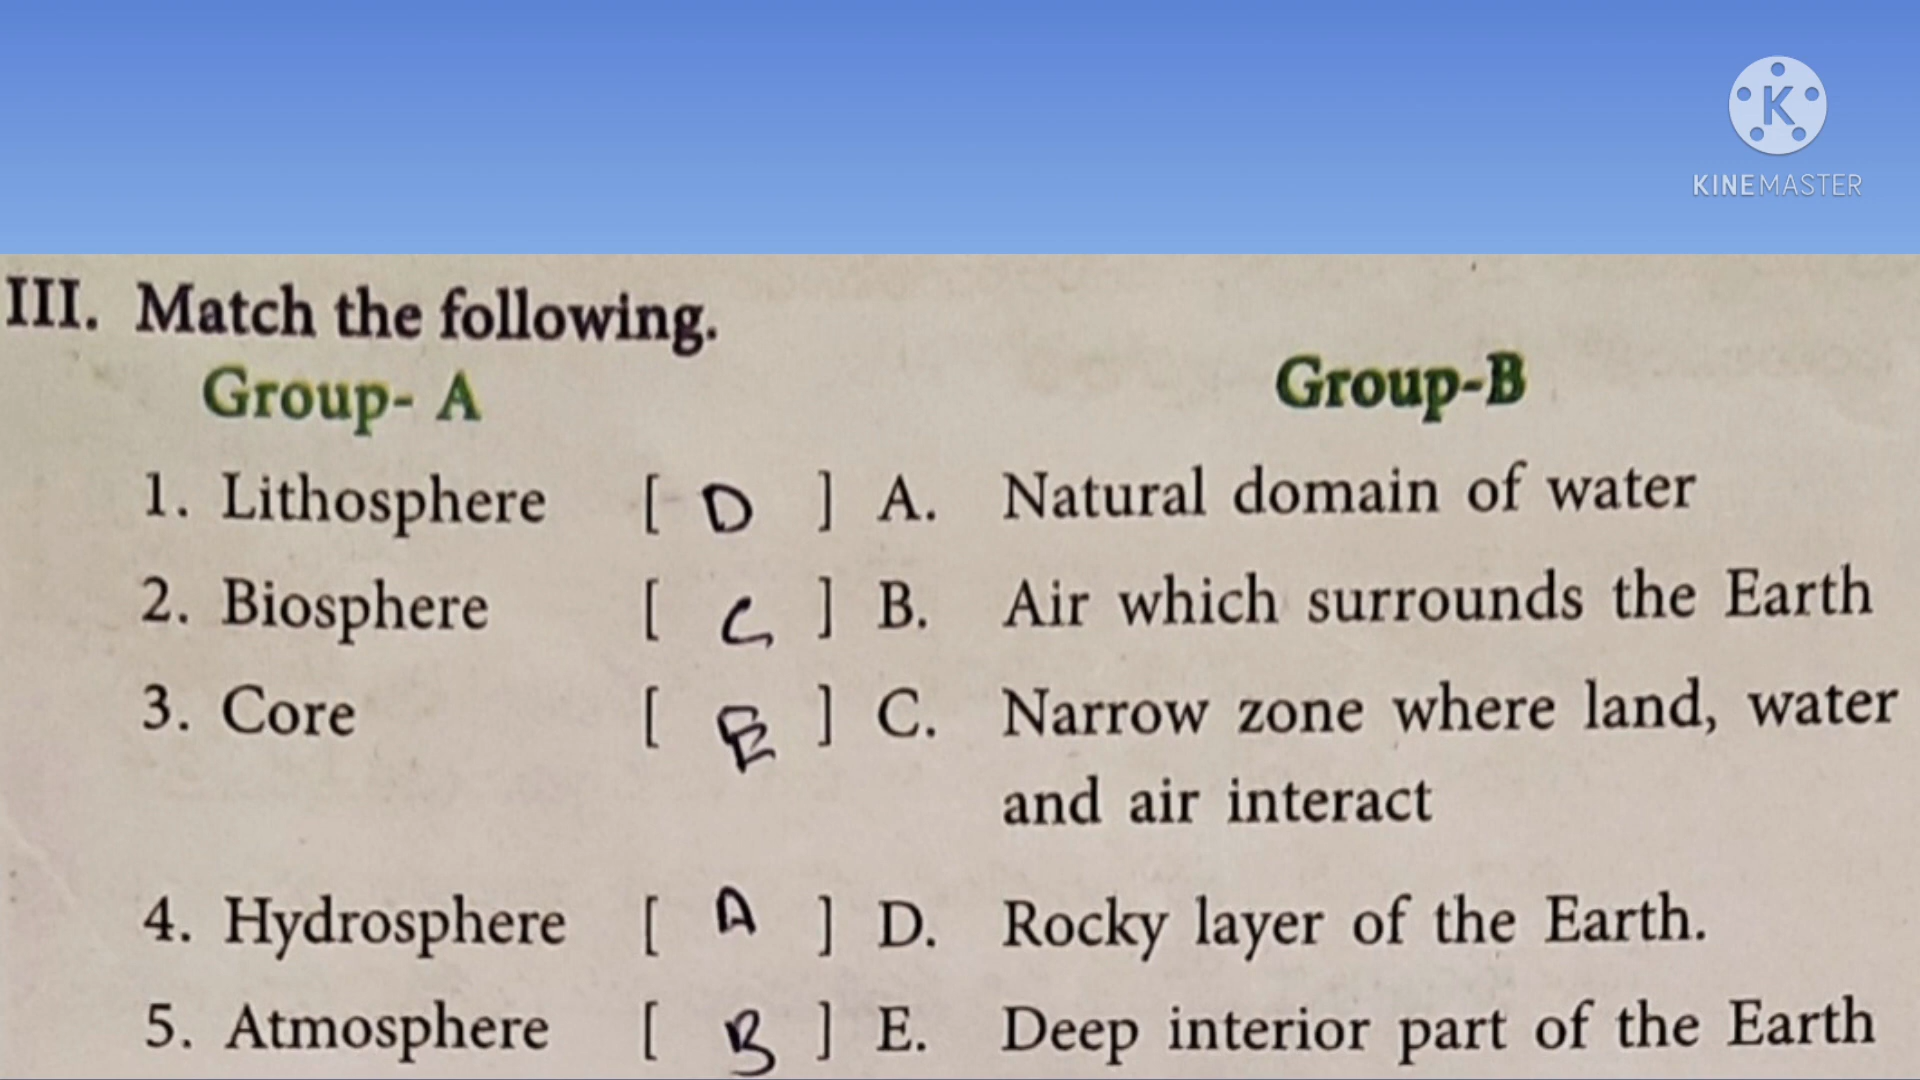 KINEMASTER
III. Match the following.
Group- A Group-B
1. Lithosphere [ D ] A. Natural domain of water
2. Biosphere [ C ] B. Air which surrounds the Earth
3. Core [ E ] C. Narrow zone where land, water
and air interact
4. Hydrosphere [ A ] D. Rocky layer of the Earth.
5. Atmosphere [ B ] E. Deep interior part of the Earth